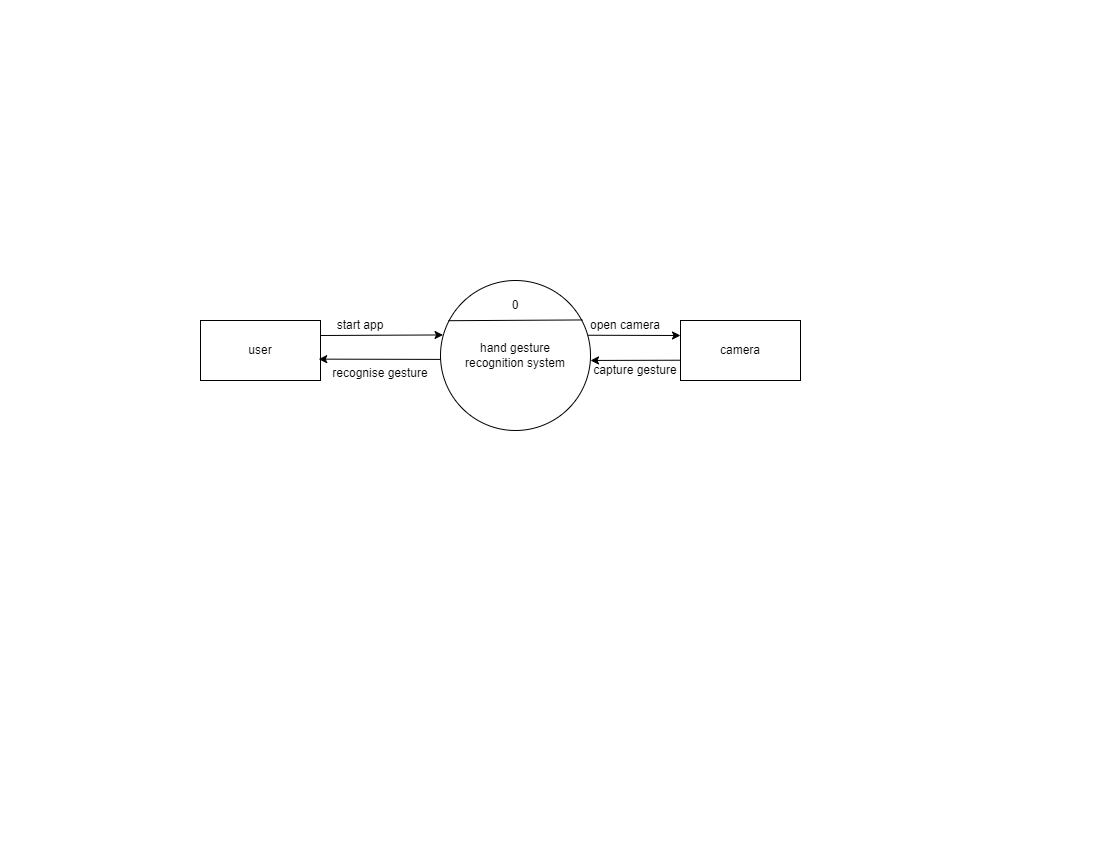 0
start app
open camera
user
hand gesture
recognition system
camera
recognise gesture
capture gesture